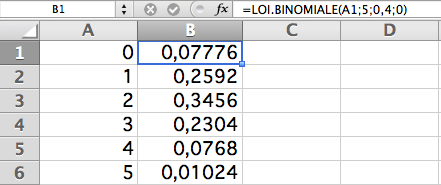 B1 fx =LOI.BINOMIALE(A1;5;0,4;0)
A B C D
1 0 0,07776
2 1 0,2592
3 2 0,3456
4 3 0,2304
5 4 0,0768
6 5 0,01024